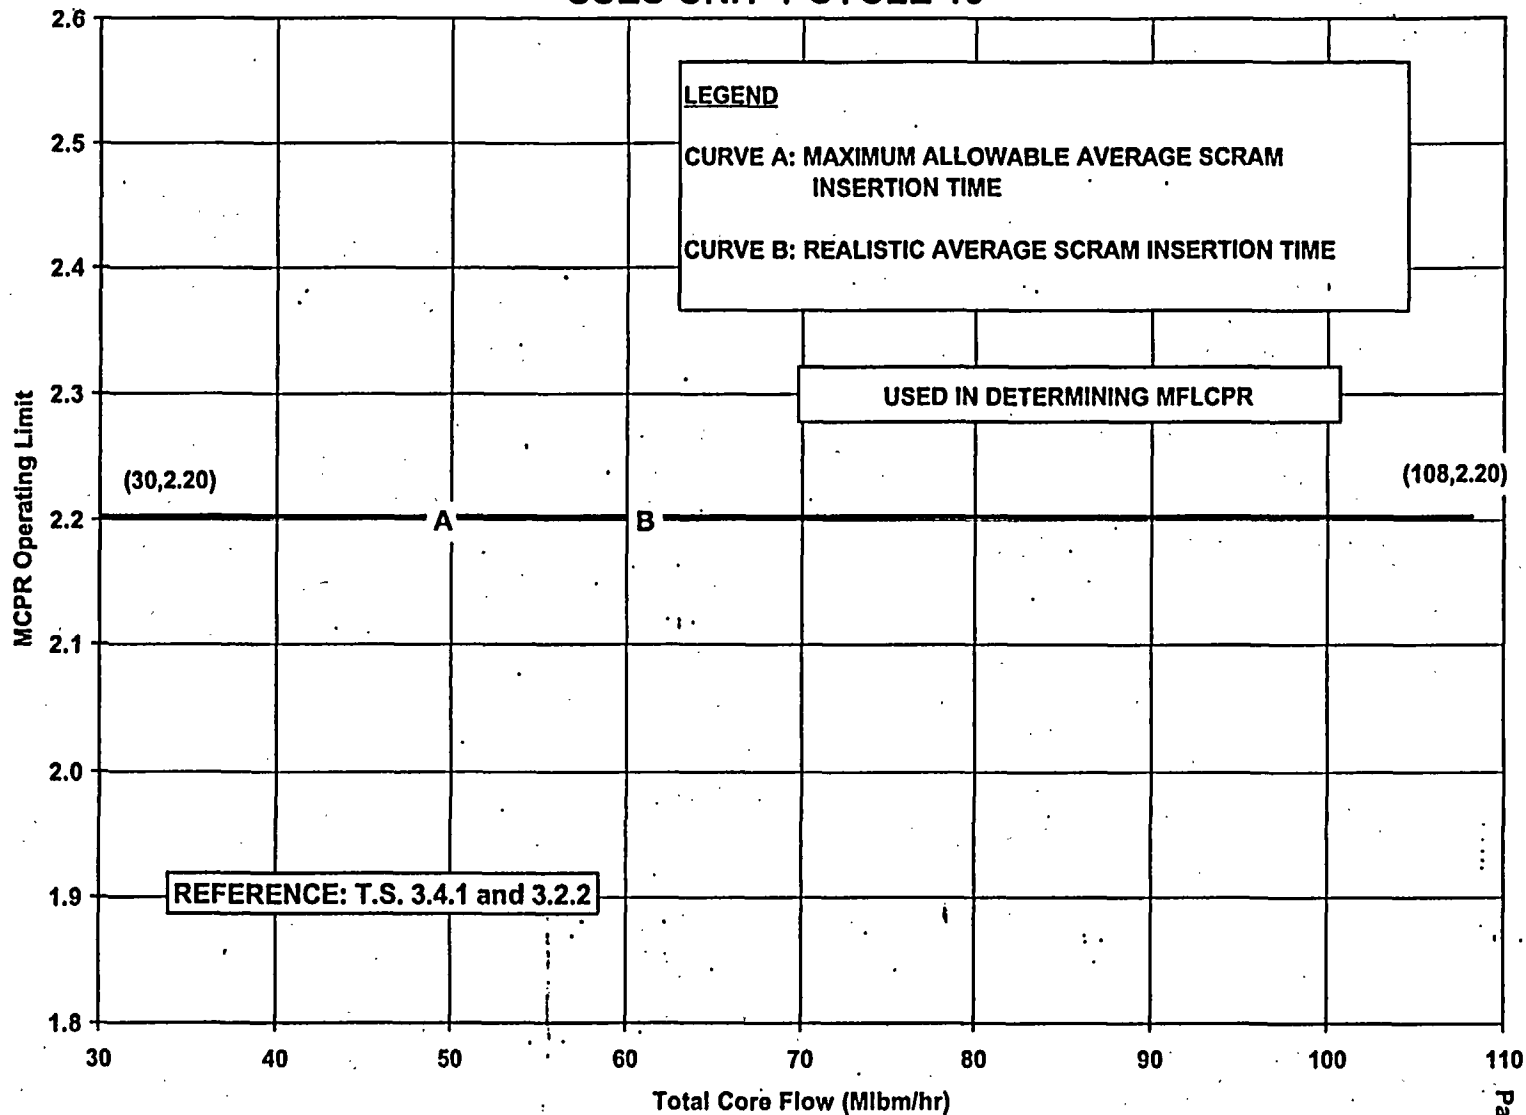 2.6
LEGEND
2.5
CURVE A: MAXIMUM ALLOWABLE AVERAGE SCRAM
INSERTION TIME
CURVE B: REALISTIC AVERAGE SCRAM INSERTION TIME
2.4
2.3
USED IN DETERMINING MFLCPR
MCPR Operating Limit
(30,2.20)
(108,2.20)
2.2
A
B
2.1
2.0
1.9
REFERENCE: T.S. 3.4.1 and 3.2.2
1.8
30 40 50 60 70 80 90 100 110
Total Core Flow (Mlbm/hr)